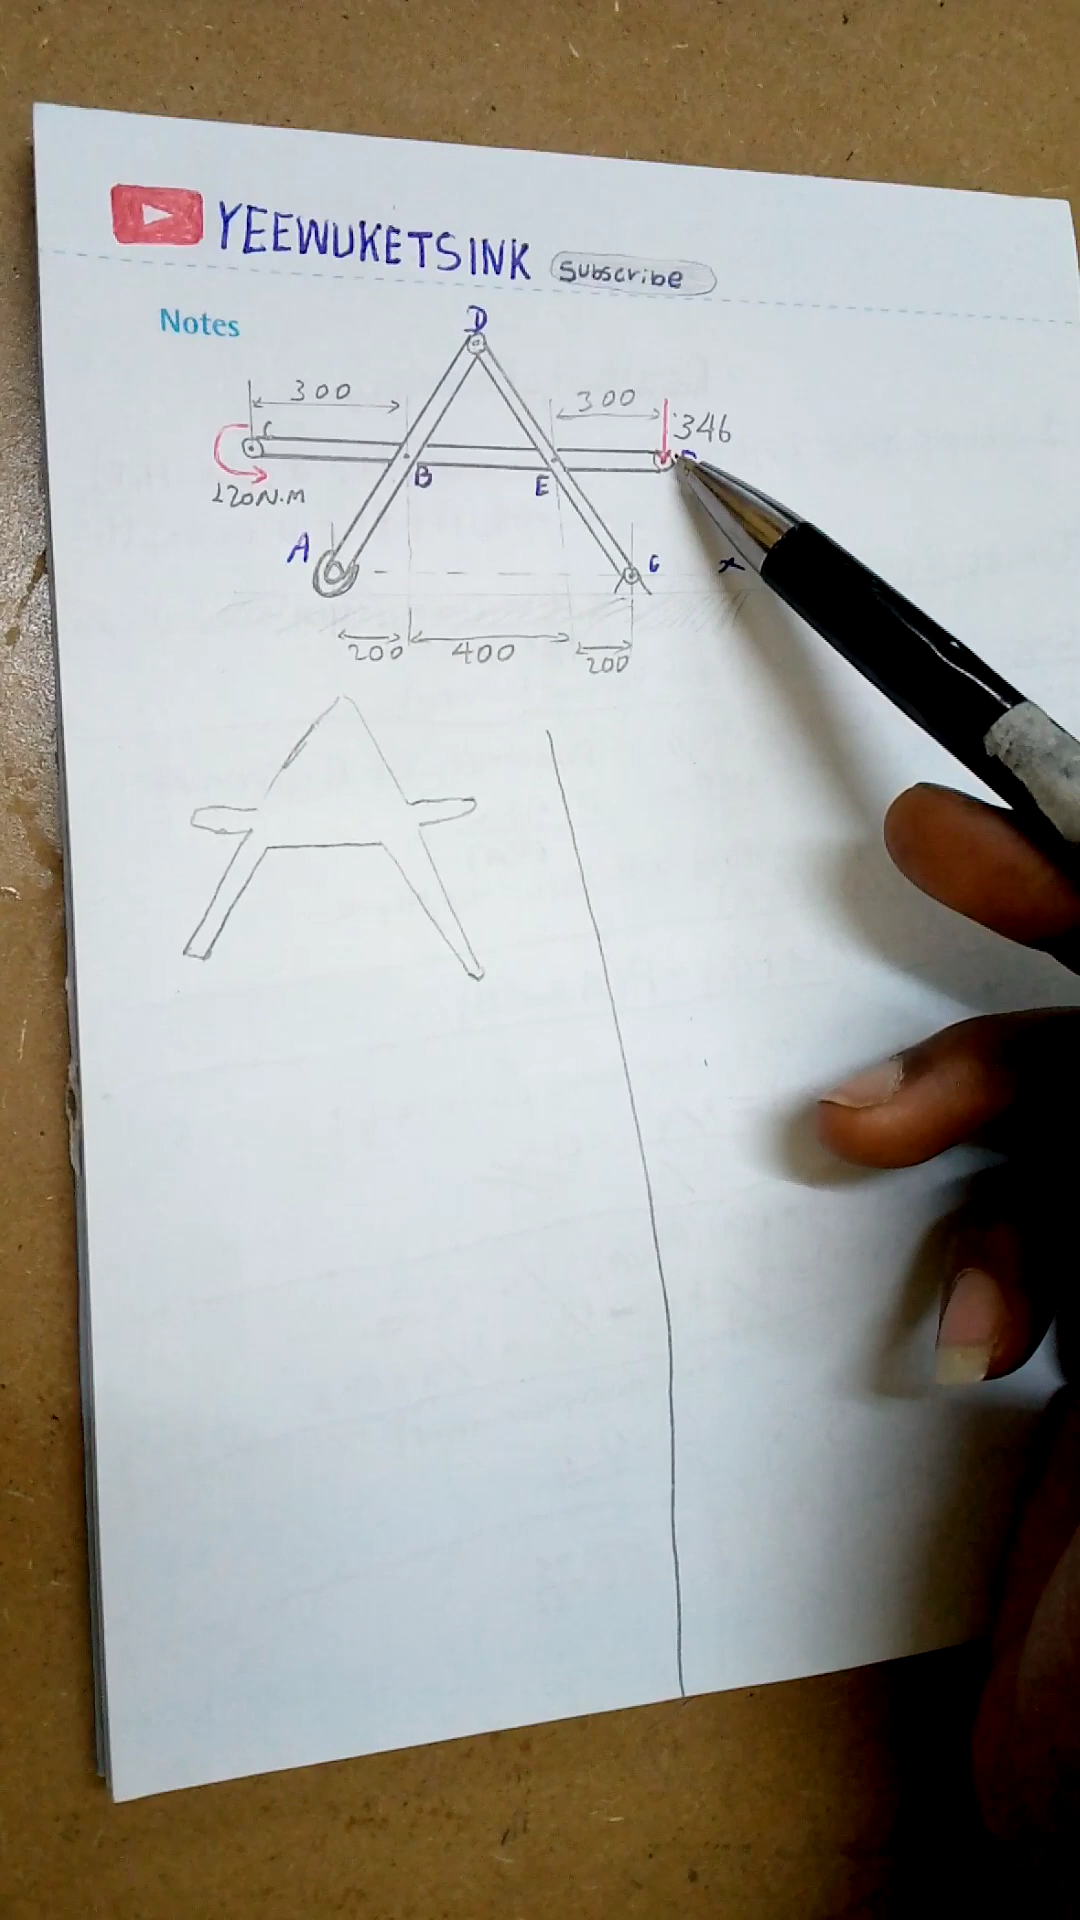 YEEWUKETSINK
Subscribe
Notes
D
300
300
346
C
120N.M
B
E
A
G
x
200
400
200